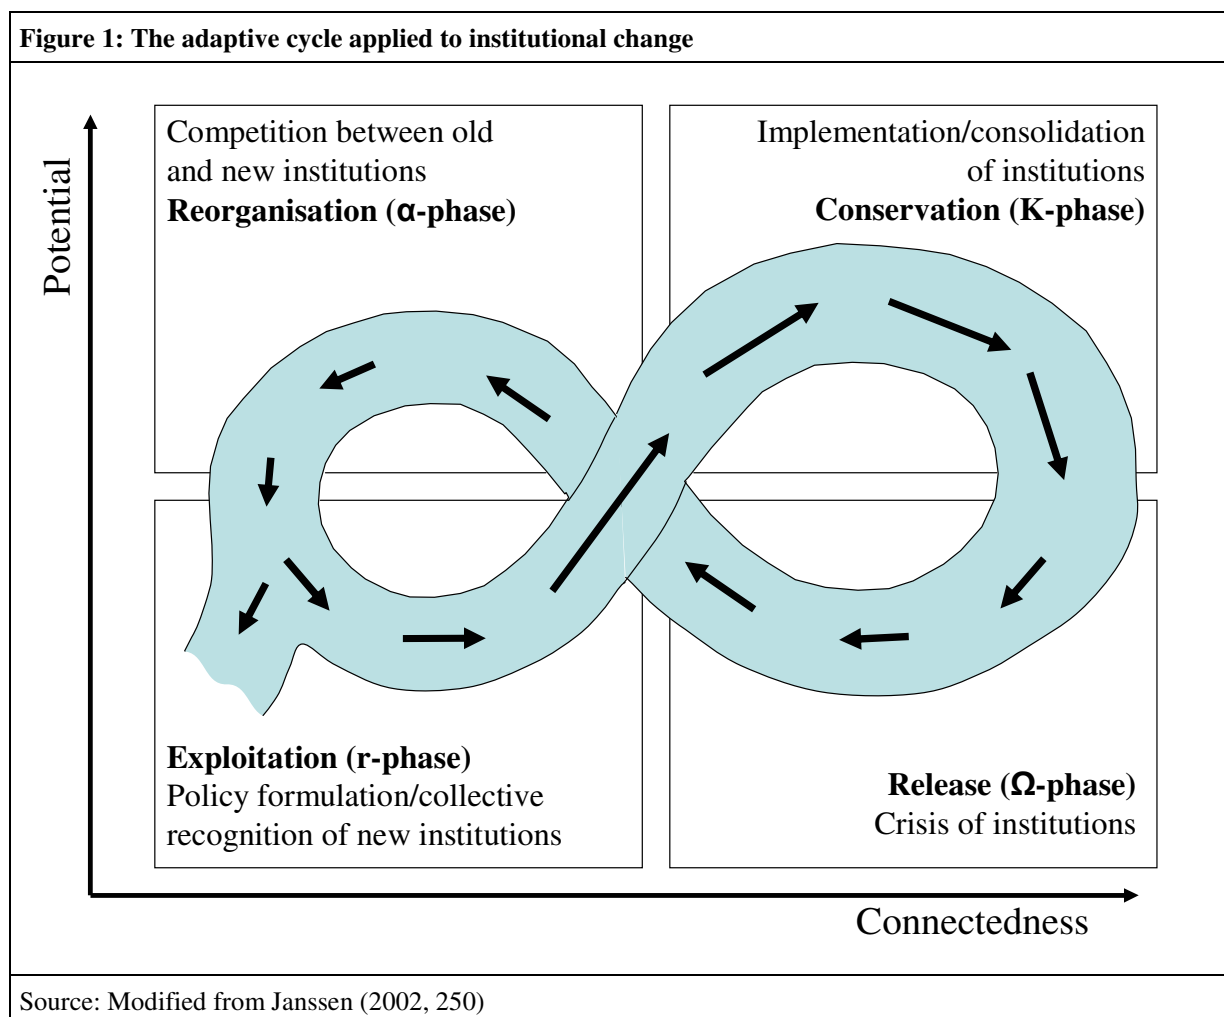 Figure 1: The adaptive cycle applied to institutional change
Potential
Competition between old
and new institutions
Reorganisation (α-phase)
Implementation/consolidation
of institutions
Conservation (K-phase)
Exploitation (r-phase)
Policy formulation/collective
recognition of new institutions
Release (Ω-phase)
Crisis of institutions
Connectedness
Source: Modified from Janssen (2002, 250)